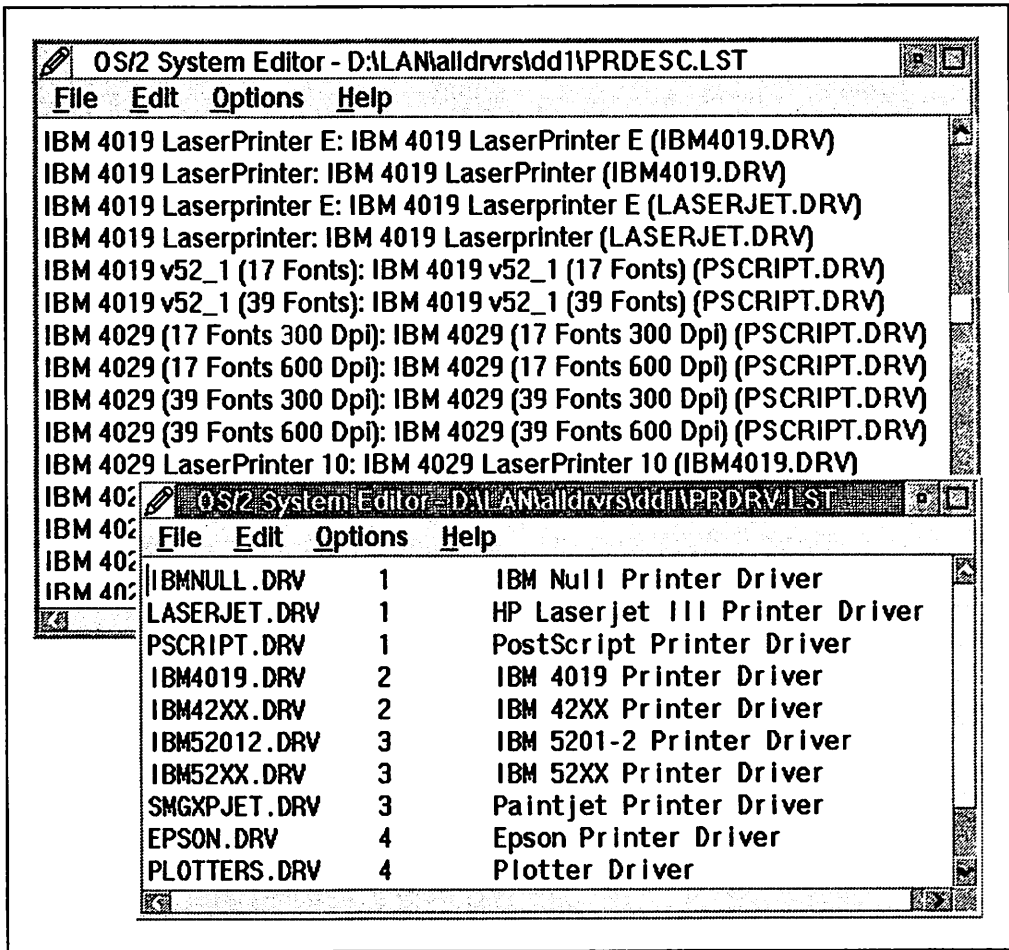 OS/2 System Editor - D:\LAN\alldrvrs\dd1\PRDESC.LST
File Edit Options Help
IBM 4019 LaserPrinter E: IBM 4019 LaserPrinter E (IBM4019.DRV)
IBM 4019 LaserPrinter: IBM 4019 LaserPrinter (IBM4019.DRV)
IBM 4019 Laserprinter E: IBM 4019 Laserprinter E (LASERJET.DRV)
IBM 4019 Laserprinter: IBM 4019 Laserprinter (LASERJET.DRV)
IBM 4019 v52_1 (17 Fonts): IBM 4019 v52_1 (17 Fonts) (PSCRIPT.DRV)
IBM 4019 v52_1 (39 Fonts): IBM 4019 v52_1 (39 Fonts) (PSCRIPT.DRV)
IBM 4029 (17 Fonts 300 Dpi): IBM 4029 (17 Fonts 300 Dpi) (PSCRIPT.DRV)
IBM 4029 (17 Fonts 600 Dpi): IBM 4029 (17 Fonts 600 Dpi) (PSCRIPT.DRV)
IBM 4029 (39 Fonts 300 Dpi): IBM 4029 (39 Fonts 300 Dpi) (PSCRIPT.DRV)
IBM 4029 (39 Fonts 600 Dpi): IBM 4029 (39 Fonts 600 Dpi) (PSCRIPT.DRV)
IBM 4029 LaserPrinter 10: IBM 4029 LaserPrinter 10 (IBM4019.DRV)
IBM 402
IBM 402
IBM 402
IBM 402
OS/2 System Editor - D:\LAN\alldrvrs\dd1\PRDRV.LST
File Edit Options Help
IBMNULL.DRV 1 IBM Null Printer Driver
LASERJET.DRV 1 HP Laserjet III Printer Driver
PSCRIPT.DRV 1 PostScript Printer Driver
IBM4019.DRV 2 IBM 4019 Printer Driver
IBM42XX.DRV 2 IBM 42XX Printer Driver
IBM52012.DRV 3 IBM 5201-2 Printer Driver
IBM52XX.DRV 3 IBM 52XX Printer Driver
SMGXPJET.DRV 3 Paintjet Printer Driver
EPSON.DRV 4 Epson Printer Driver
PLOTTERS.DRV 4 Plotter Driver